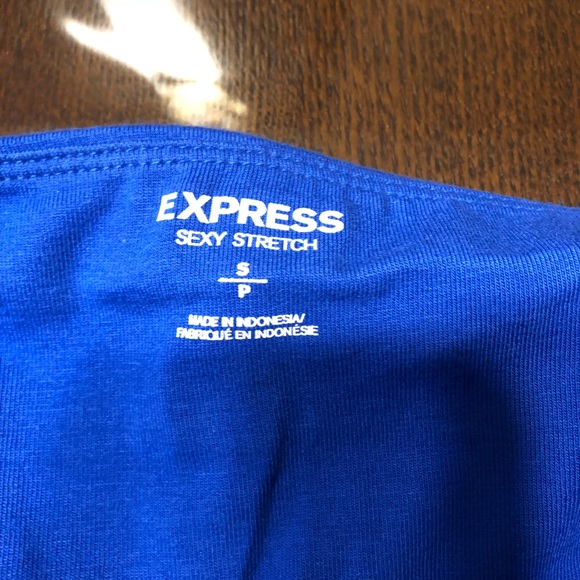 EXPRESS
SEXY STRETCH
S
P
MADE IN INDONESIA/
FABRIQUÉ EN INDONÉSIE